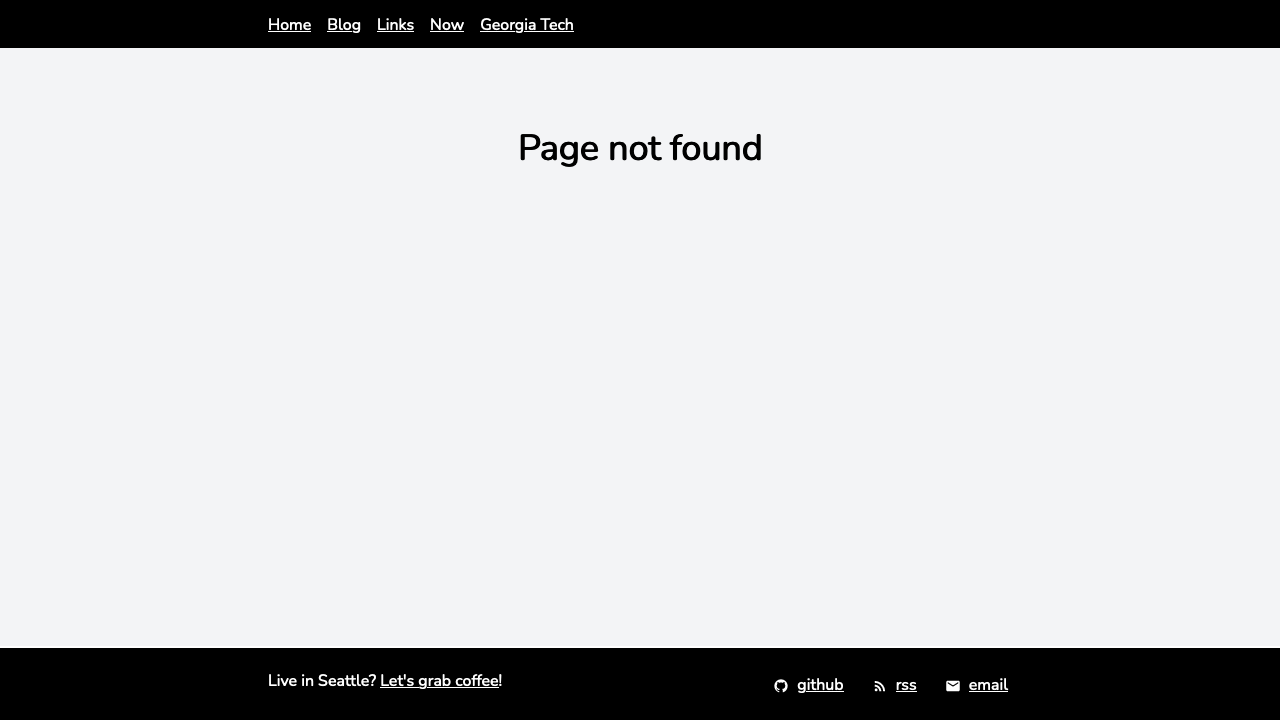 Home Blog Links Now Georgia Tech
Page not found
Live in Seattle? Let's grab coffee!
github rss email